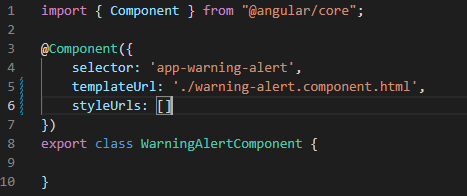 1 import { Component } from "@angular/core";
2
3 @Component({
4     selector: 'app-warning-alert',
5     templateUrl: './warning-alert.component.html',
6     styleUrls: []
7 })
8 export class WarningAlertComponent {
9
10 }